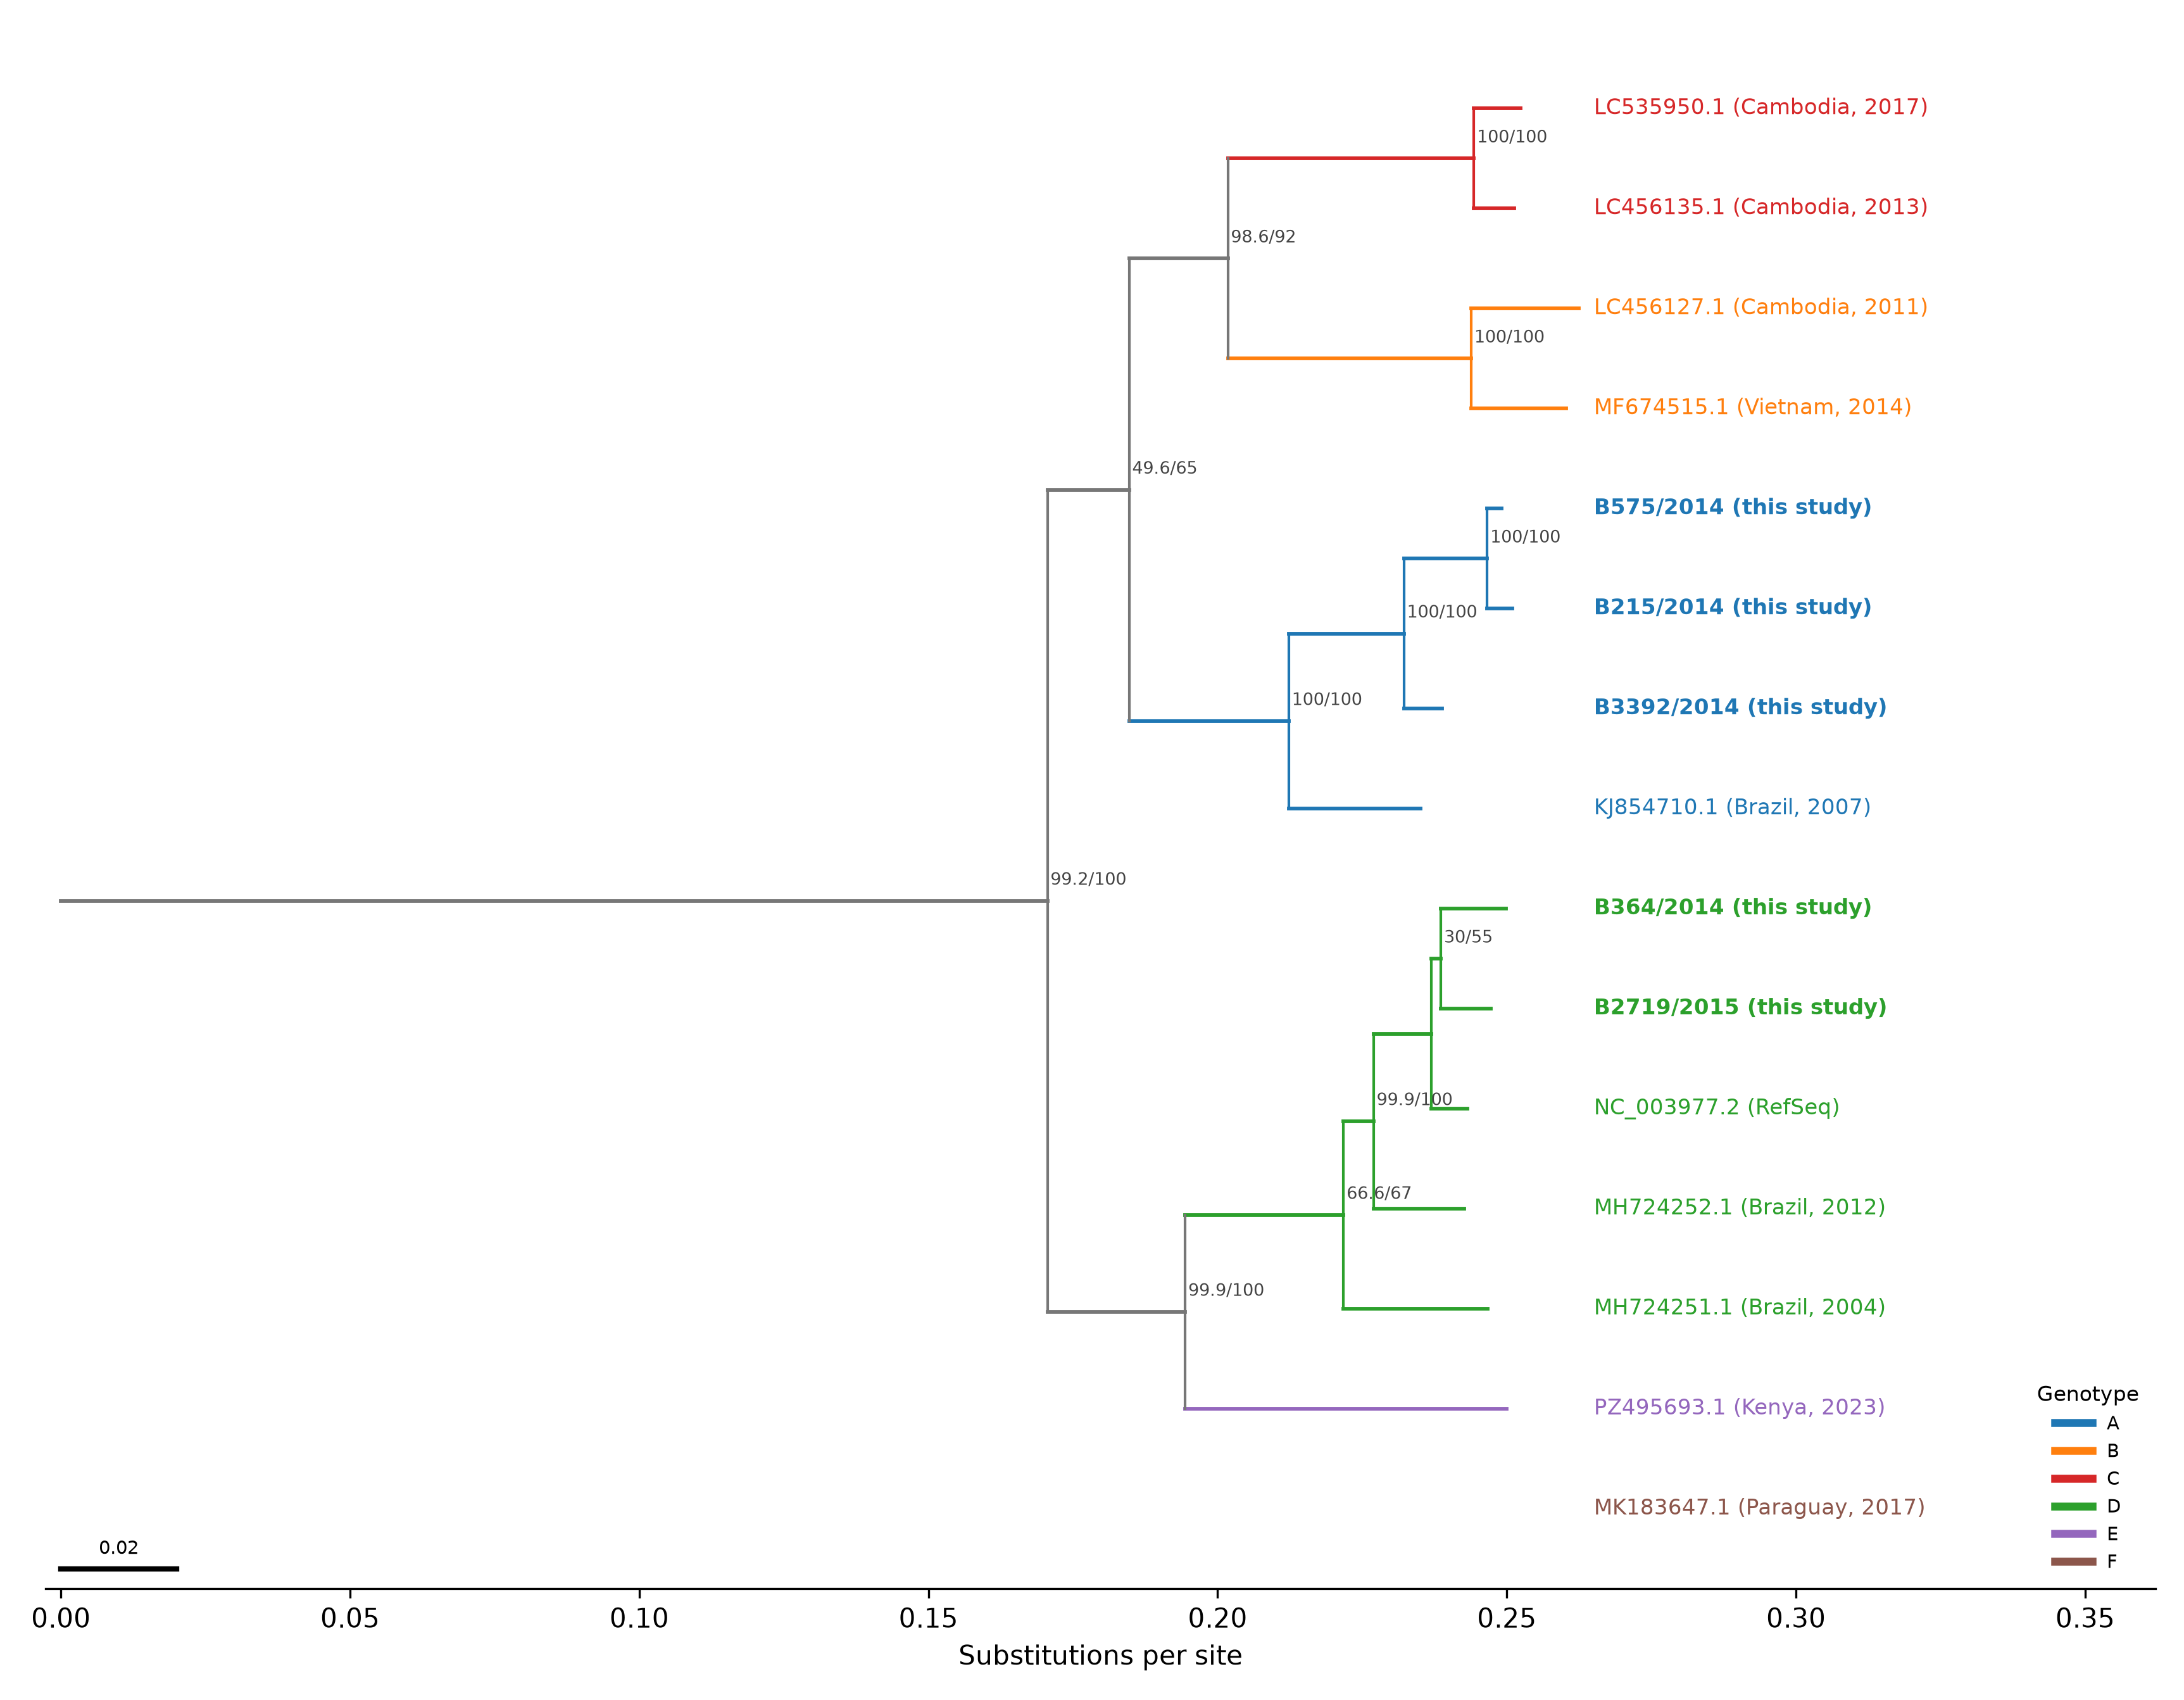 LC535950.1 (Cambodia, 2017)
100/100
LC456135.1 (Cambodia, 2013)
98.6/92
LC456127.1 (Cambodia, 2011)
100/100
MF674515.1 (Vietnam, 2014)
49.6/65
B575/2014 (this study)
100/100
B215/2014 (this study)
100/100
B3392/2014 (this study)
100/100
KJ854710.1 (Brazil, 2007)
99.2/100
B364/2014 (this study)
30/55
B2719/2015 (this study)
99.9/100
NC_003977.2 (RefSeq)
66.6/67
MH724252.1 (Brazil, 2012)
99.9/100
MH724251.1 (Brazil, 2004)
PZ495693.1 (Kenya, 2023)
MK183647.1 (Paraguay, 2017)
Genotype
A
B
C
D
E
F
0.02
0.00 0.05 0.10 0.15 0.20 0.25 0.30 0.35
Substitutions per site